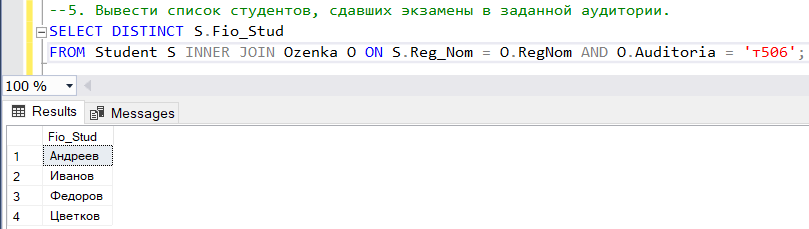 --5. Вывести список студентов, сдавших экзамены в заданной аудитории.
SELECT DISTINCT S.Fio_Stud
FROM Student S INNER JOIN Ozenka O ON S.Reg_Nom = O.RegNom AND O.Auditoria = 'т506';
100 %
Results Messages
Fio_Stud
1 Андреев
2 Иванов
3 Федоров
4 Цветков